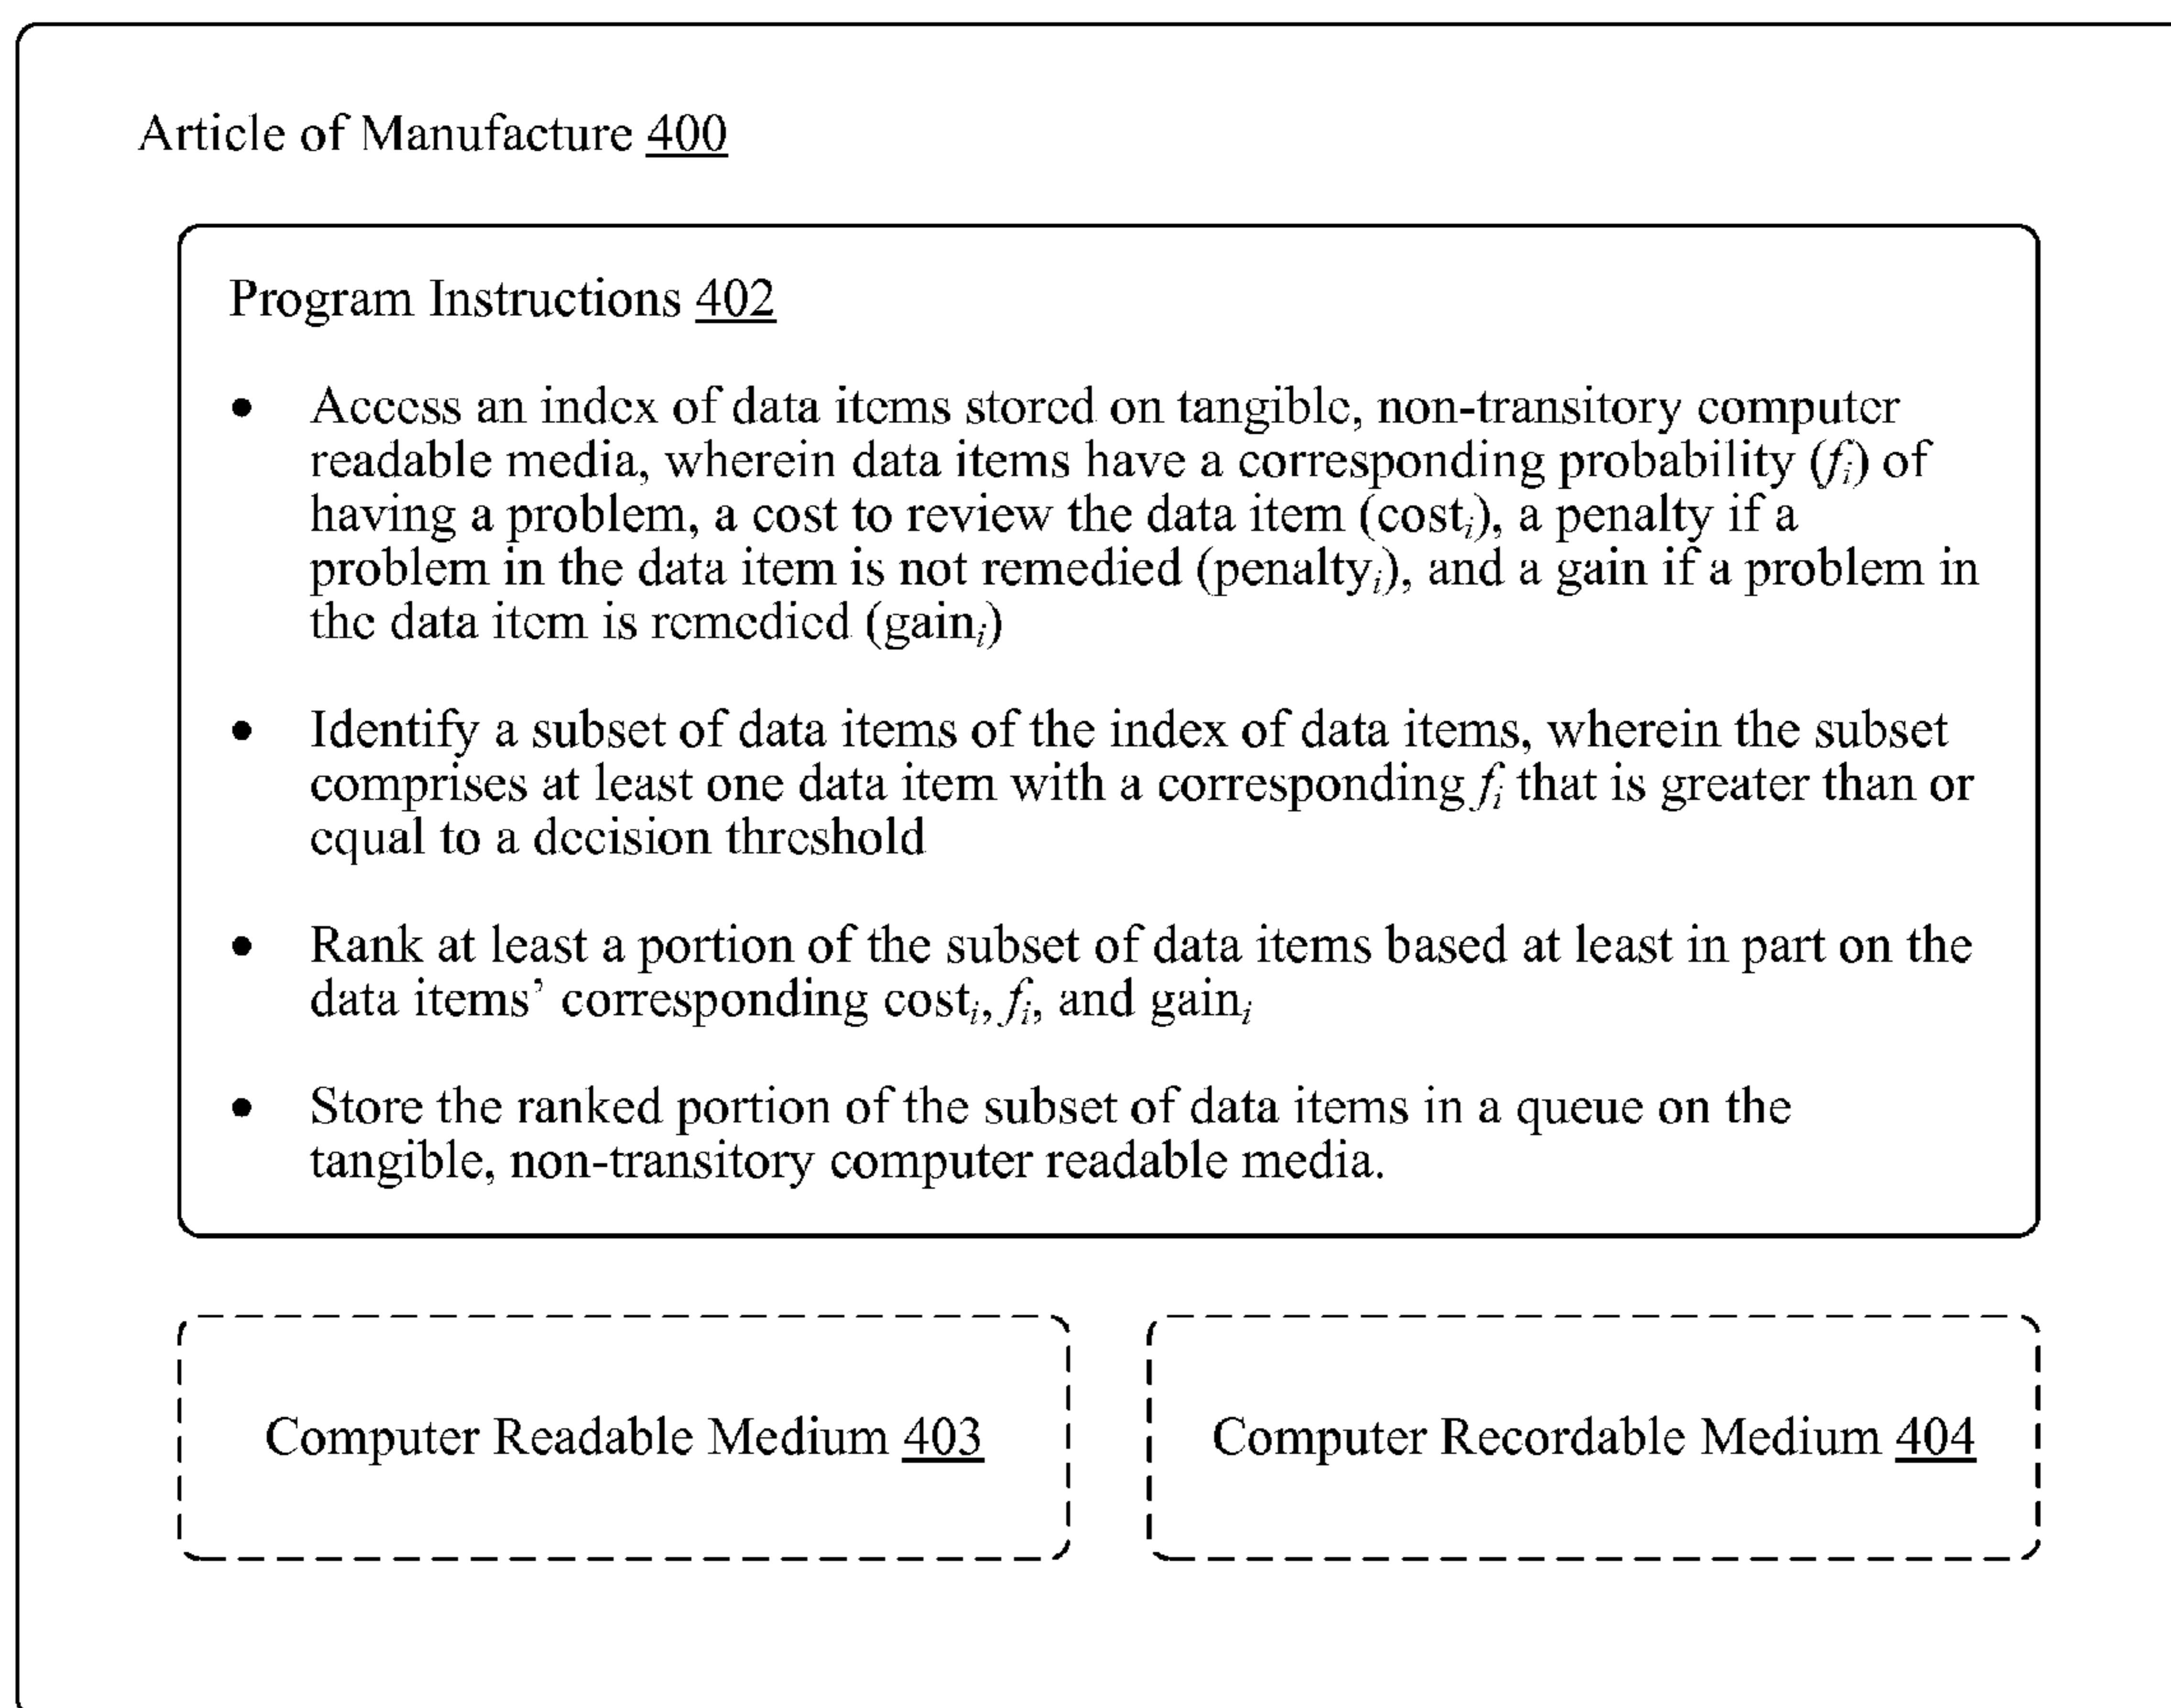 Article of Manufacture 400
Program Instructions 402
• Access an index of data items stored on tangible, non-transitory computer
readable media, wherein data items have a corresponding probability (fᵢ) of
having a problem, a cost to review the data item (costᵢ), a penalty if a
problem in the data item is not remedied (penaltyᵢ), and a gain if a problem in
the data item is remedied (gainᵢ)
• Identify a subset of data items of the index of data items, wherein the subset
comprises at least one data item with a corresponding fᵢ that is greater than or
equal to a decision threshold
• Rank at least a portion of the subset of data items based at least in part on the
data items’ corresponding costᵢ, fᵢ, and gainᵢ
• Store the ranked portion of the subset of data items in a queue on the
tangible, non-transitory computer readable media.
Computer Readable Medium 403
Computer Recordable Medium 404